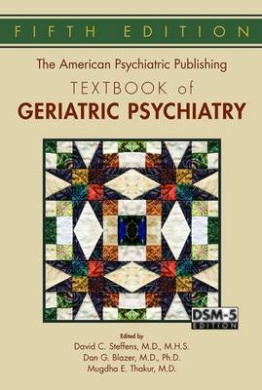 FIFTH EDITION
The American Psychiatric Publishing
TEXTBOOK of
GERIATRIC PSYCHIATRY
DSM-5
EDITION
Edited by
David C. Steffens, M.D., M.H.S.
Dan G. Blazer, M.D., Ph.D.
Mugdha E. Thakur, M.D.